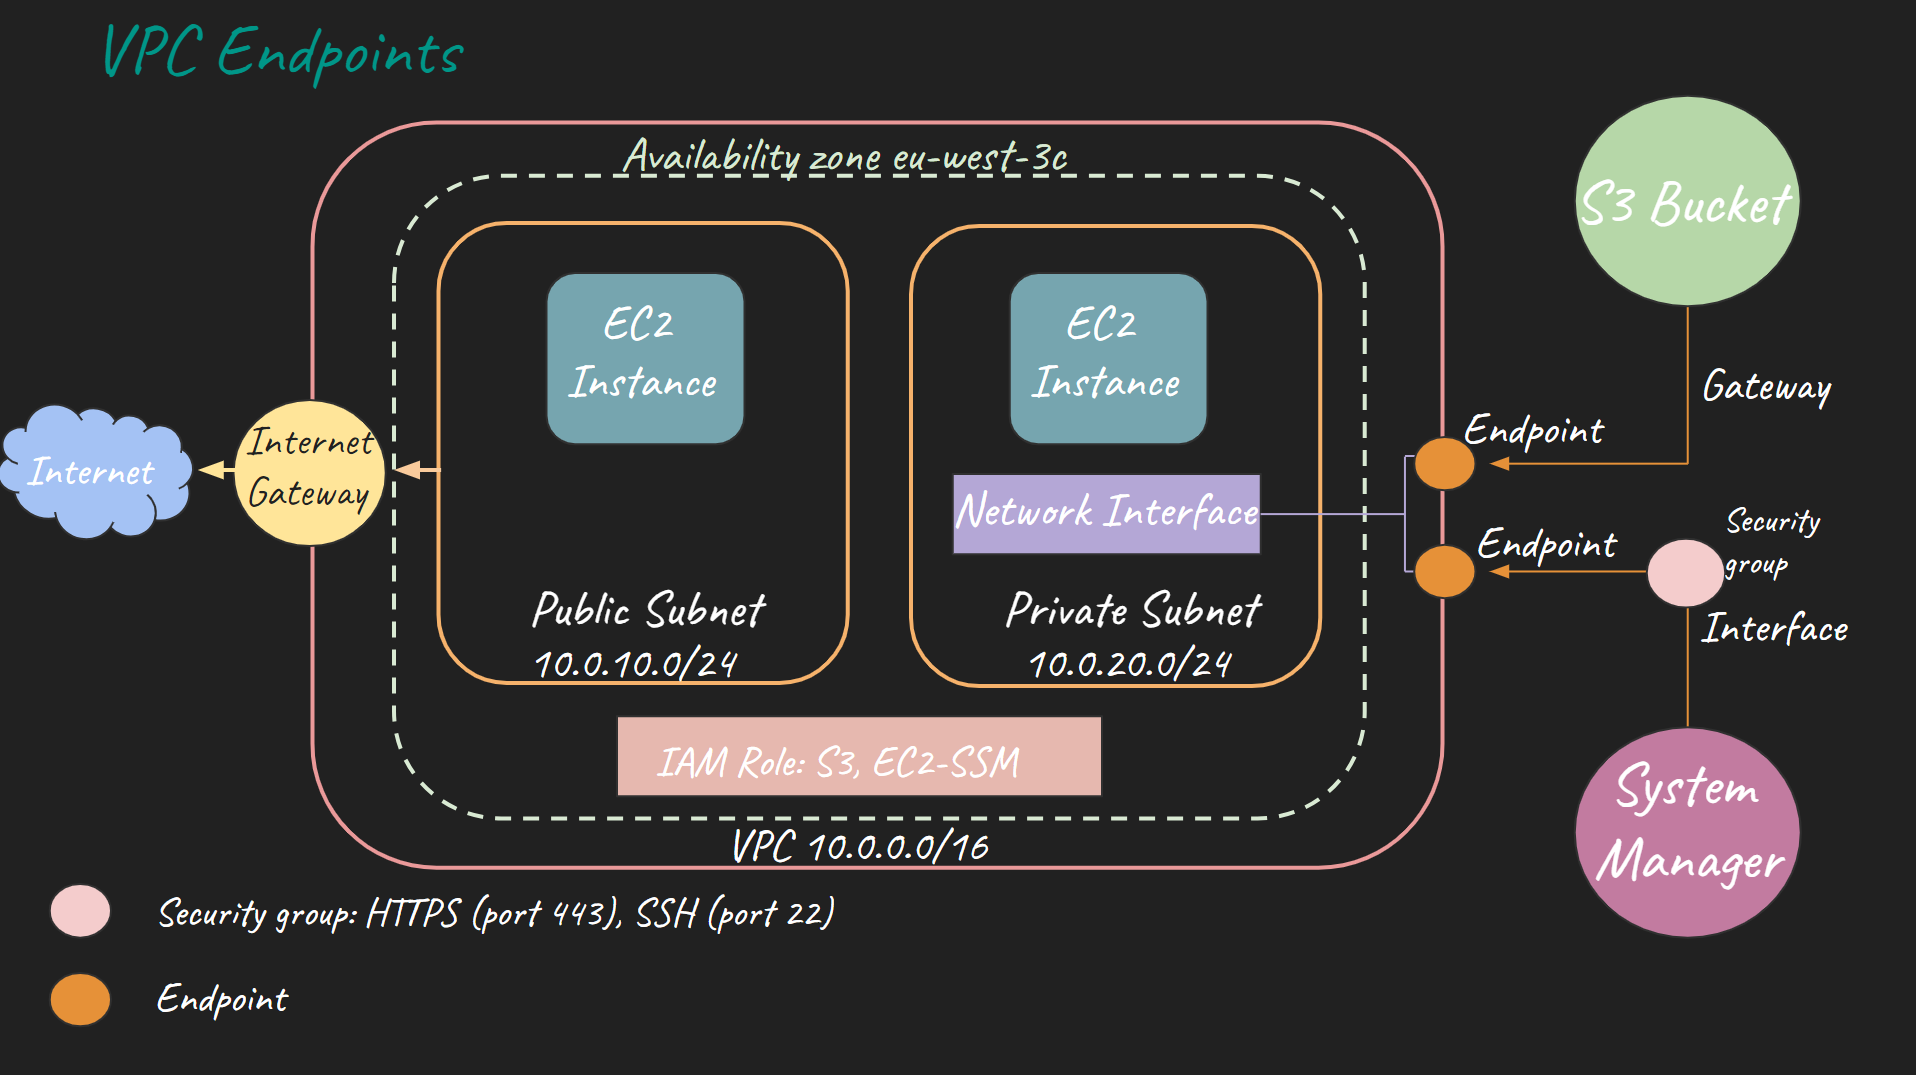 VPC Endpoints
Availability zone eu-west-3c
S3 Bucket
EC2
Instance
EC2
Instance
Gateway
Endpoint
Internet
Gateway
Internet
Network Interface
Security
group
Endpoint
Interface
Public Subnet
10.0.10.0/24
Private Subnet
10.0.20.0/24
IAM Role: S3, EC2-SSM
System
Manager
VPC 10.0.0.0/16
Security group: HTTPS (port 443), SSH (port 22)
Endpoint